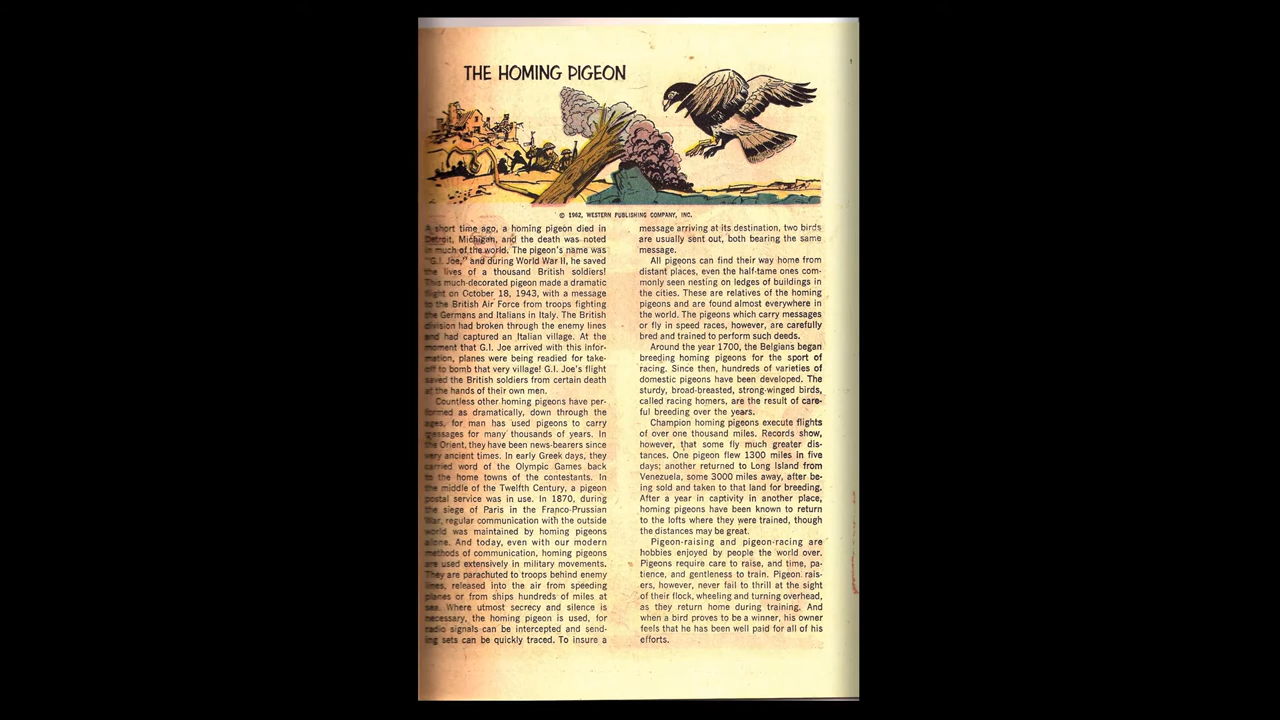 THE HOMING PIGEON
© 1962, WESTERN PUBLISHING COMPANY, INC.
A short time ago, a homing pigeon died in
Detroit, Michigan, and the death was noted
in much of the world. The pigeon's name was
"G.I. Joe," and during World War II, he saved
the lives of a thousand British soldiers!
This much-decorated pigeon made a dramatic
flight on October 18, 1943, with a message
to the British Air Force from troops fighting
the Germans and Italians in Italy. The British
division had broken through the enemy lines
and had captured an Italian village. At the
moment that G.I. Joe arrived with this infor-
mation, planes were being readied for take-
off to bomb that very village! G.I. Joe's flight
saved the British soldiers from certain death
at the hands of their own men.
Countless other homing pigeons have per-
formed as dramatically, down through the
ages, for man has used pigeons to carry
messages for many thousands of years. In
the Orient, they have been news-bearers since
very ancient times. In early Greek days, they
carried word of the Olympic Games back
to the home towns of the contestants. In
the middle of the Twelfth Century, a pigeon
postal service was in use. In 1870, during
the siege of Paris in the Franco-Prussian
War, regular communication with the outside
world was maintained by homing pigeons
alone. And today, even with our modern
methods of communication, homing pigeons
are used extensively in military movements.
They are parachuted to troops behind enemy
lines, released into the air from speeding
planes or from ships hundreds of miles at
sea. Where utmost secrecy and silence is
necessary, the homing pigeon is used, for
radio signals can be intercepted and send-
ing sets can be quickly traced. To insure a
message arriving at its destination, two birds
are usually sent out, both bearing the same
message.
All pigeons can find their way home from
distant places, even the half-tame ones com-
monly seen nesting on ledges of buildings in
the cities. These are relatives of the homing
pigeons and are found almost everywhere in
the world. The pigeons which carry messages
or fly in speed races, however, are carefully
bred and trained to perform such deeds.
Around the year 1700, the Belgians began
breeding homing pigeons for the sport of
racing. Since then, hundreds of varieties of
domestic pigeons have been developed. The
sturdy, broad-breasted, strong-winged birds,
called racing homers, are the result of care-
ful breeding over the years.
Champion homing pigeons execute flights
of over one thousand miles. Records show,
however, that some fly much greater dis-
tances. One pigeon flew 1300 miles in five
days; another returned to Long Island from
Venezuela, some 3000 miles away, after be-
ing sold and taken to that land for breeding.
After a year in captivity in another place,
homing pigeons have been known to return
to the lofts where they were trained, though
the distances may be great.
Pigeon-raising and pigeon-racing are
hobbies enjoyed by people the world over.
Pigeons require care to raise, and time, pa-
tience, and gentleness to train. Pigeon rais-
ers, however, never fail to thrill at the sight
of their flock, wheeling and turning overhead,
as they return home during training. And
when a bird proves to be a winner, his owner
feels that he has been well paid for all of his
efforts.